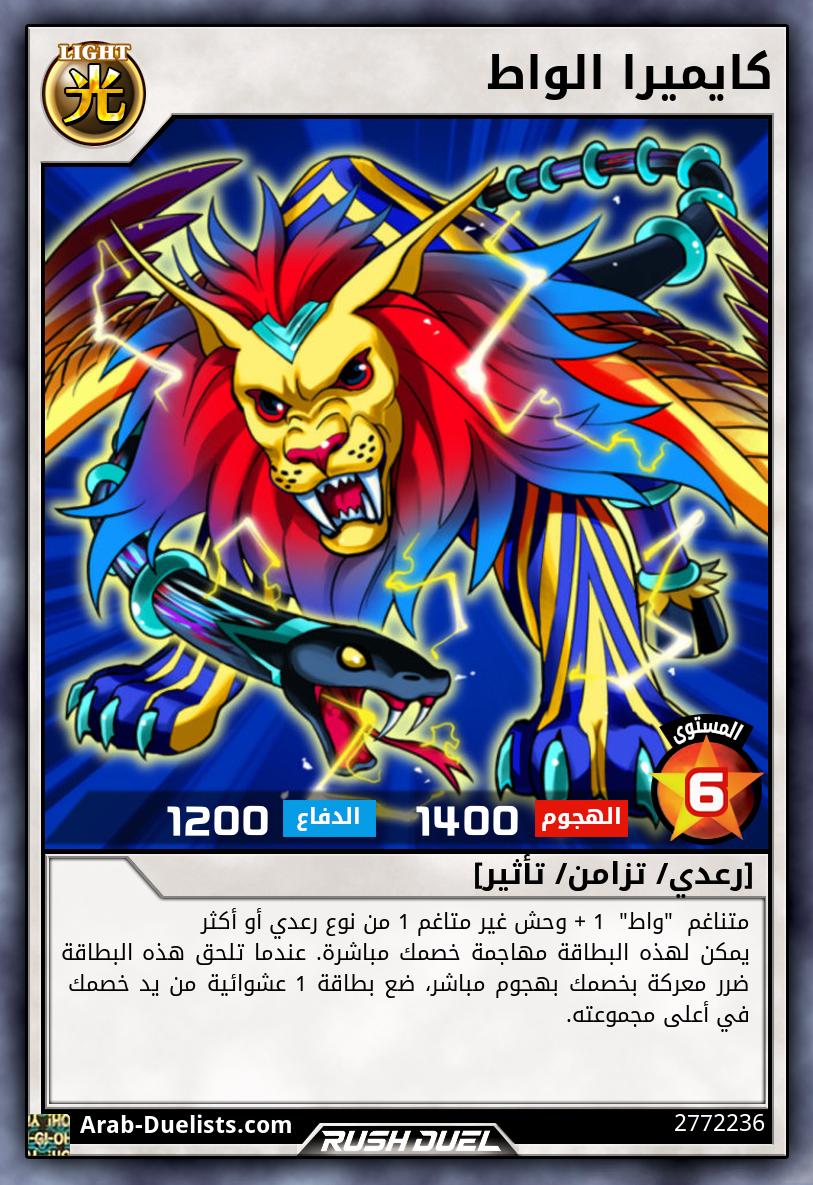 LIGHT
光
كايميرا الواط
المستوى
6
الهجوم 1400 الدفاع 1200
[رعدي/ تزامن/ تأثير]
متناغم "واط" 1 + وحش غير متاغم 1 من نوع رعدي أو أكثر
يمكن لهذه البطاقة مهاجمة خصمك مباشرة. عندما تلحق هذه البطاقة
ضرر معركة بخصمك بهجوم مباشر، ضع بطاقة 1 عشوائية من يد خصمك
في أعلى مجموعته.
Arab-Duelists.com
RUSH DUEL
2772236